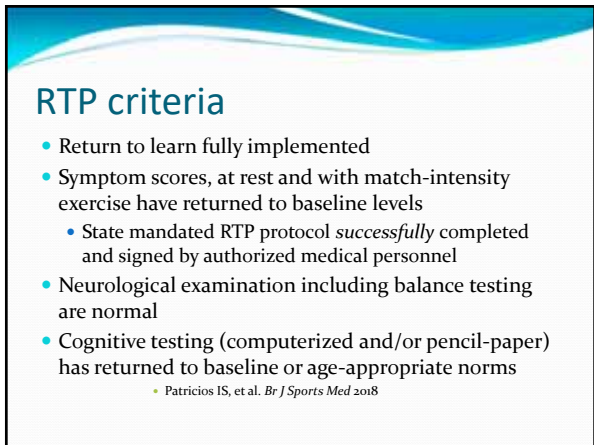 RTP criteria
• Return to learn fully implemented
• Symptom scores, at rest and with match-intensity
exercise have returned to baseline levels
• State mandated RTP protocol successfully completed
and signed by authorized medical personnel
• Neurological examination including balance testing
are normal
• Cognitive testing (computerized and/or pencil-paper)
has returned to baseline or age-appropriate norms
• Patricios IS, et al. Br J Sports Med 2018